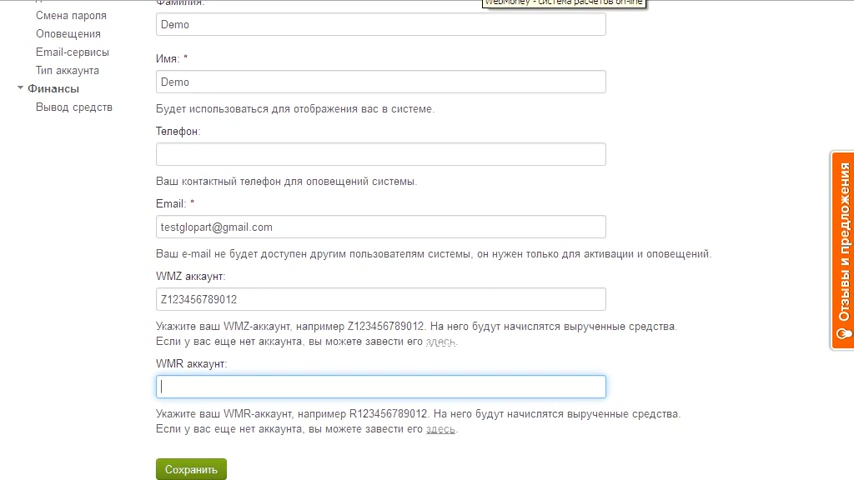 WebMoney - система расчетов on-line
Фамилия:
Demo
Смена пароля
Оповещения
Email-сервисы
Тип аккаунта
Финансы
Вывод средств
Имя: *
Demo
Будет использоваться для отображения вас в системе.
Телефон:
Ваш контактный телефон для оповещений системы.
Email: *
testglopart@gmail.com
Ваш e-mail не будет доступен другим пользователям системы, он нужен только для активации и оповещений.
WMZ аккаунт:
Z123456789012
Укажите ваш WMZ-аккаунт, например Z123456789012. На него будут начислятся вырученные средства.
Если у вас еще нет аккаунта, вы можете завести его здесь.
WMR аккаунт:
Укажите ваш WMR-аккаунт, например R123456789012. На него будут начислятся вырученные средства.
Если у вас еще нет аккаунта, вы можете завести его здесь.
Сохранить
Отзывы и предложения